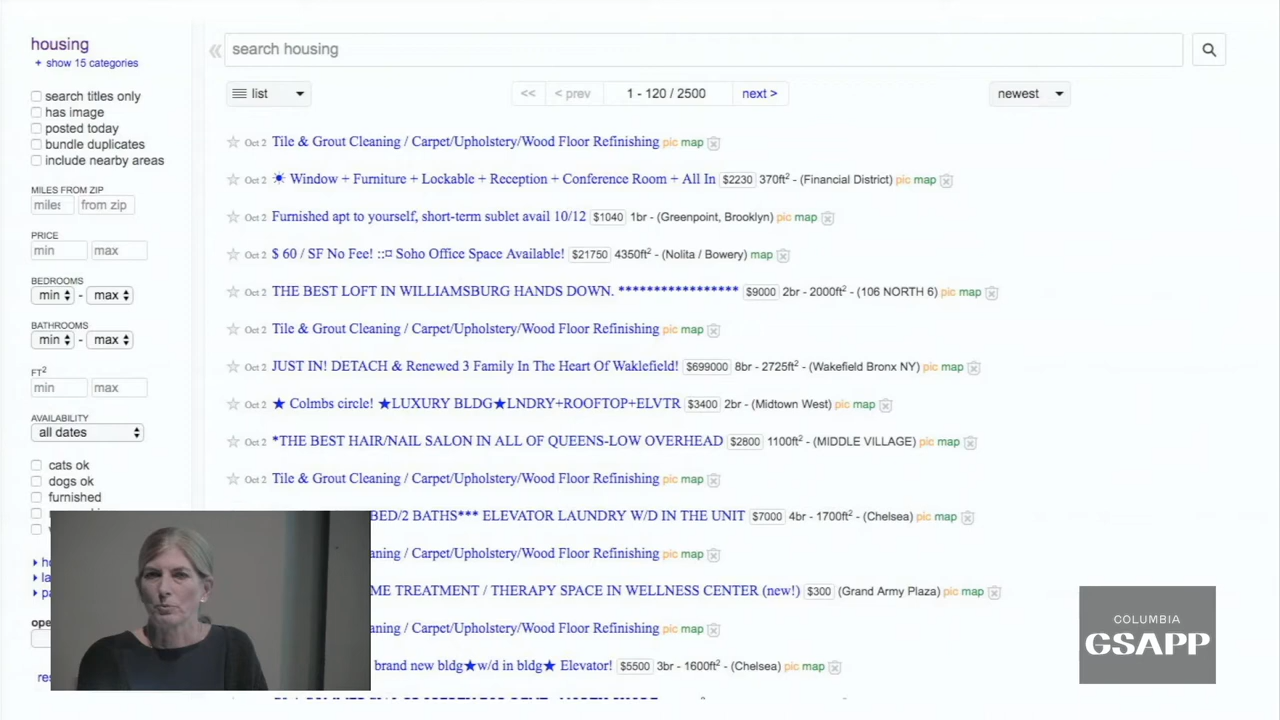 housing
+ show 15 categories
search titles only
has image
posted today
bundle duplicates
include nearby areas
MILES FROM ZIP
miles from zip
PRICE
min max
BEDROOMS
min - max
BATHROOMS
min - max
FT²
min max
AVAILABILITY
all dates
cats ok
dogs ok
furnished
search housing
list << < prev 1 - 120 / 2500 next > newest
Oct 2 Tile & Grout Cleaning / Carpet/Upholstery/Wood Floor Refinishing pic map
Oct 2 ☀ Window + Furniture + Lockable + Reception + Conference Room + All In $2230 370ft² - (Financial District) pic map
Oct 2 Furnished apt to yourself, short-term sublet avail 10/12 $1040 1br - (Greenpoint, Brooklyn) pic map
Oct 2 $ 60 / SF No Fee! ::¤ Soho Office Space Available! $21750 4350ft² - (Nolita / Bowery) map
Oct 2 THE BEST LOFT IN WILLIAMSBURG HANDS DOWN. ***************** $9000 2br - 2000ft² - (106 NORTH 6) pic map
Oct 2 Tile & Grout Cleaning / Carpet/Upholstery/Wood Floor Refinishing pic map
Oct 2 JUST IN! DETACH & Renewed 3 Family In The Heart Of Waklefield! $699000 8br - 2725ft² - (Wakefield Bronx NY) pic map
Oct 2 ★ Colmbs circle! ★LUXURY BLDG★LNDRY+ROOFTOP+ELVTR $3400 2br - (Midtown West) pic map
Oct 2 *THE BEST HAIR/NAIL SALON IN ALL OF QUEENS-LOW OVERHEAD $2800 1100ft² - (MIDDLE VILLAGE) pic map
Oct 2 Tile & Grout Cleaning / Carpet/Upholstery/Wood Floor Refinishing pic map
BED/2 BATHS*** ELEVATOR LAUNDRY W/D IN THE UNIT $7000 4br - 1700ft² - (Chelsea) pic map
Cleaning / Carpet/Upholstery/Wood Floor Refinishing pic map
ME TREATMENT / THERAPY SPACE IN WELLNESS CENTER (new!) $300 (Grand Army Plaza) pic map
Cleaning / Carpet/Upholstery/Wood Floor Refinishing pic map
brand new bldg★w/d in bldg★ Elevator! $5500 3br - 1600ft² - (Chelsea) pic map
COLUMBIA
GSAPP